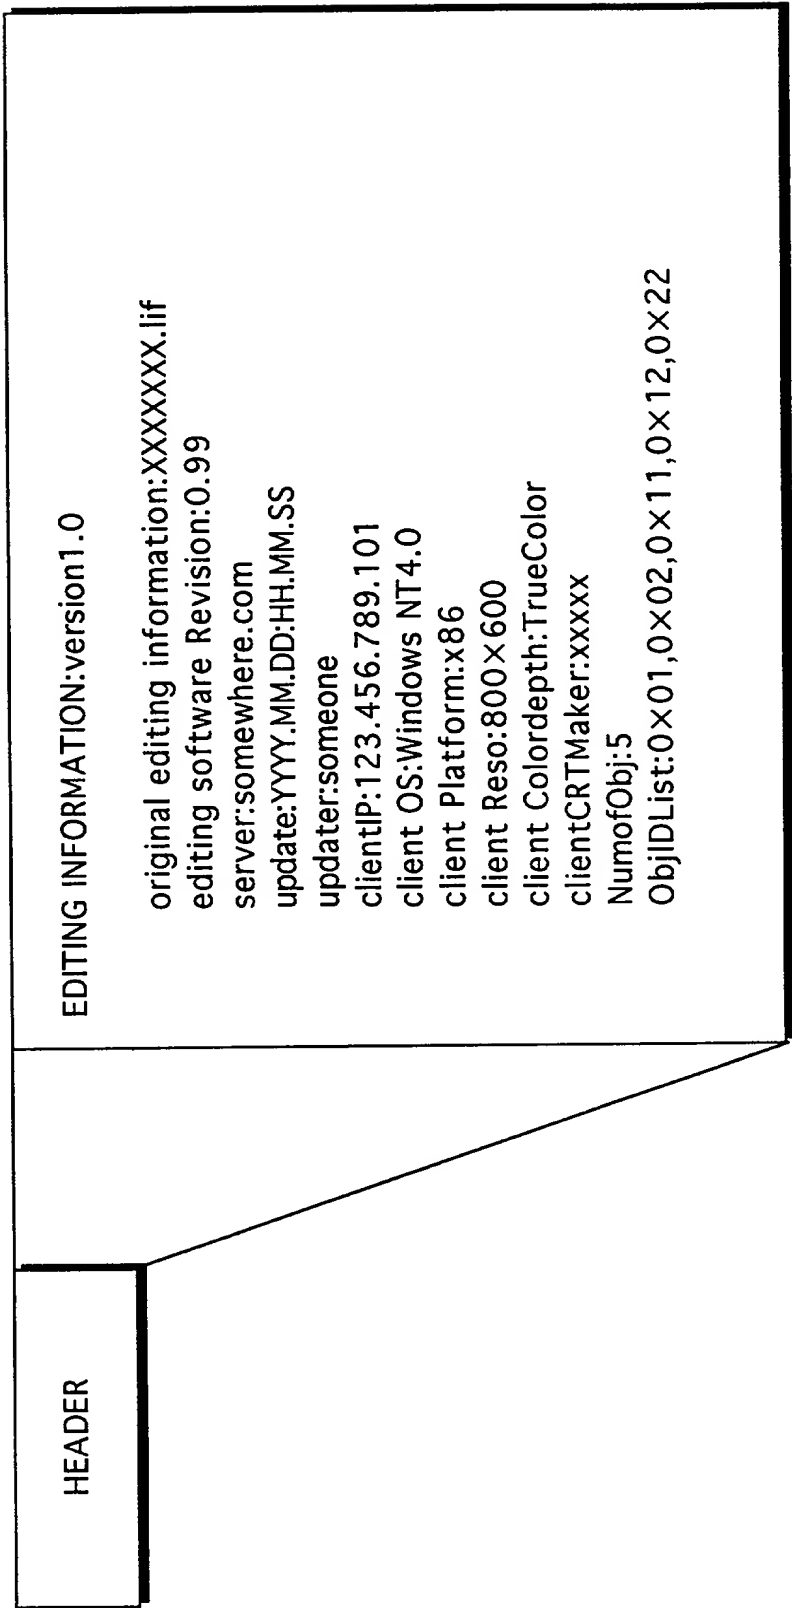 HEADER
EDITING INFORMATION:version1.0
original editing information:XXXXXXX.lif
editing software Revision:0.99
server:somewhere.com
update:YYYY.MM.DD:HH.MM.SS
updater:someone
clientIP:123.456.789.101
client OS:Windows NT4.0
client Platform:x86
client Reso:800×600
client Colordepth:TrueColor
clientCRTMaker:xxxxx
NumofObj:5
ObjIDList:0×01,0×02,0×11,0×12,0×22